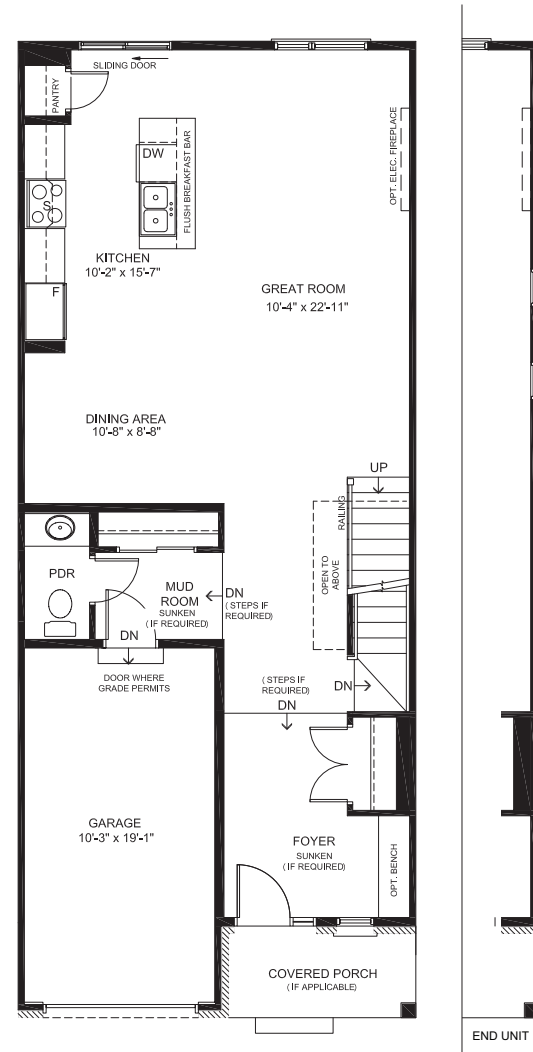 SLIDING DOOR
PANTRY
DW
FLUSH BREAKFAST BAR
OPT. ELEC. FIREPLACE
S
KITCHEN
10'-2" x 15'-7"
F
GREAT ROOM
10'-4" x 22'-11"
DINING AREA
10'-8" x 8'-8"
UP
RAILING
OPEN TO
ABOVE
PDR
MUD
ROOM
SUNKEN
(IF REQUIRED)
DN
DN
(STEPS IF
REQUIRED)
DOOR WHERE
GRADE PERMITS
(STEPS IF
REQUIRED)
DN
DN
GARAGE
10'-3" x 19'-1"
FOYER
SUNKEN
(IF REQUIRED)
OPT. BENCH
COVERED PORCH
(IF APPLICABLE)
END UNIT